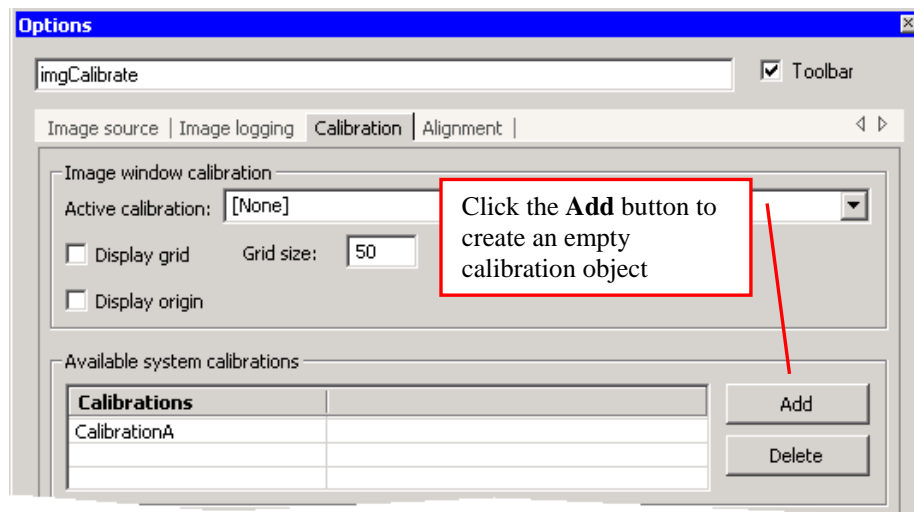 Options
imgCalibrate
Toolbar
Image source | Image logging Calibration Alignment |
Image window calibration
Active calibration: [None]
Click the Add button to
create an empty
calibration object
Display grid Grid size: 50
Display origin
Available system calibrations
Calibrations
CalibrationA
Add
Delete